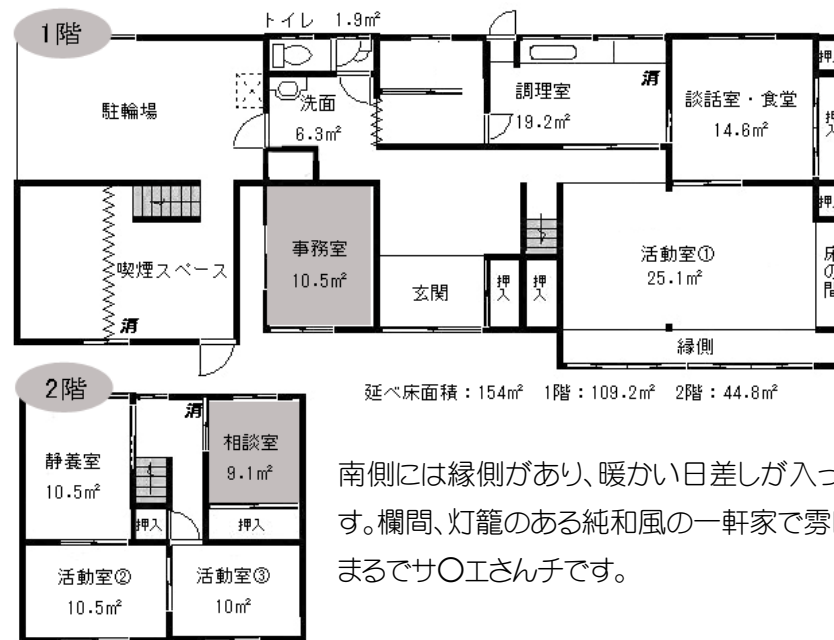 1階
トイレ 1.9㎡
駐輪場
洗面
6.3㎡
調理室
19.2㎡
消
談話室・食堂
14.6㎡
押
押入
喫煙スペース
消
事務室
10.5㎡
玄関
押入
押入
活動室①
25.1㎡
押
床の間
縁側
2階
延べ床面積：154㎡ 1階：109.2㎡ 2階：44.8㎡
消
静養室
10.5㎡
相談室
9.1㎡
押入
押入
活動室②
10.5㎡
活動室③
10㎡
南側には縁側があり、暖かい日差しが入っ
す。欄間、灯籠のある純和風の一軒家で雰
まるでサ〇エさんチです。